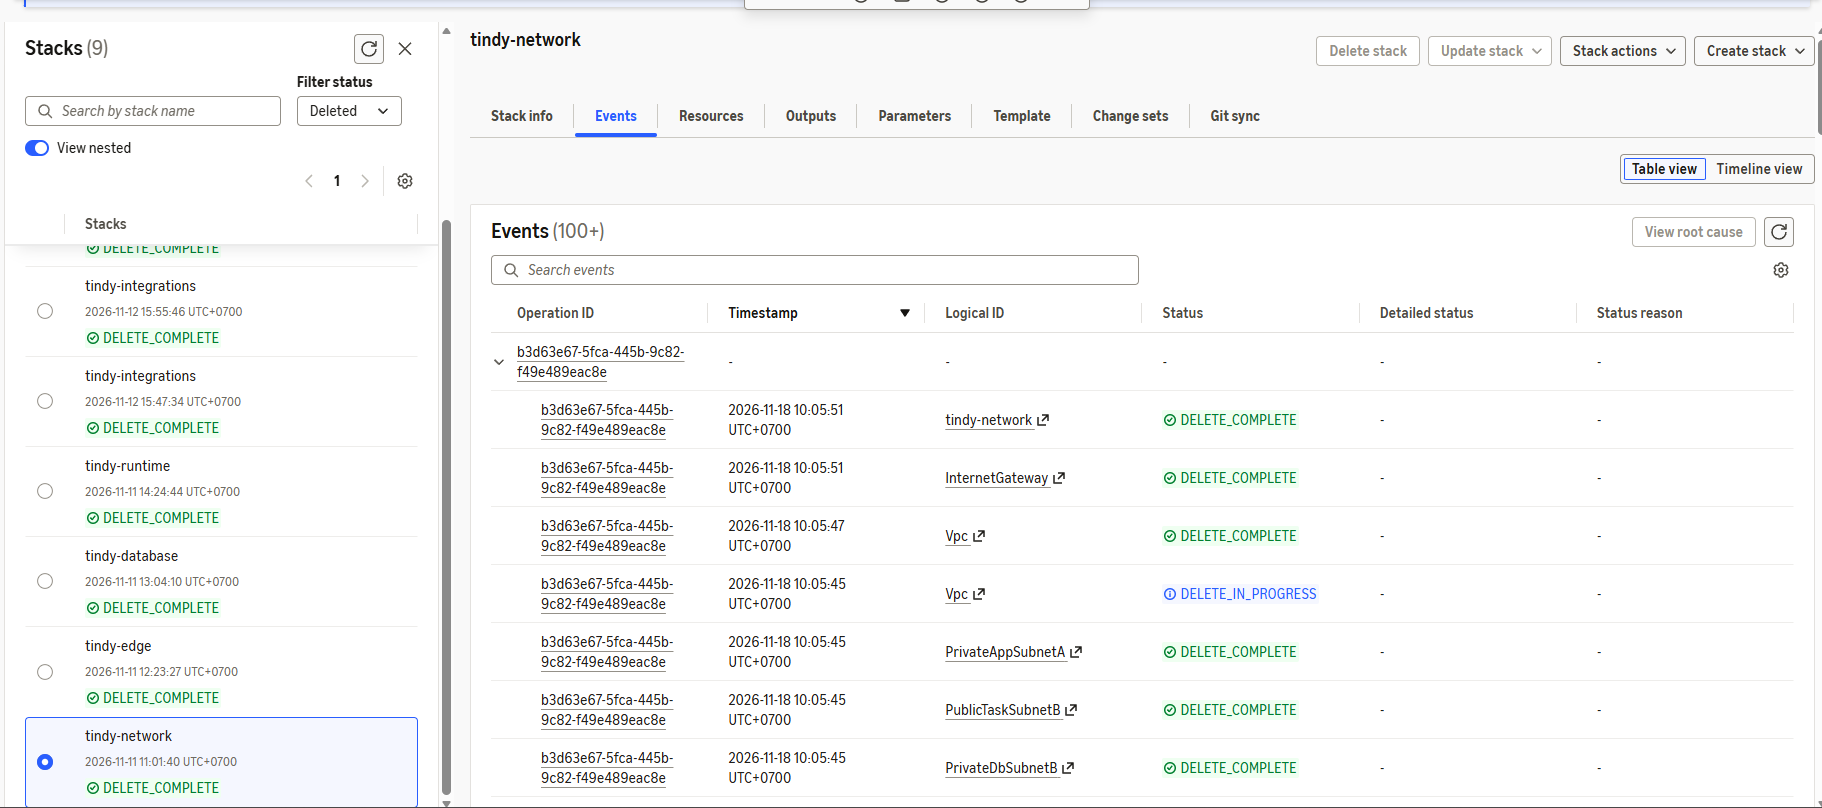 Stacks (9)
Filter status
Search by stack name
Deleted
View nested
1
Stacks
DELETE_COMPLETE
tindy-integrations
2026-11-12 15:55:46 UTC+0700
DELETE_COMPLETE
tindy-integrations
2026-11-12 15:47:34 UTC+0700
DELETE_COMPLETE
tindy-runtime
2026-11-11 14:24:44 UTC+0700
DELETE_COMPLETE
tindy-database
2026-11-11 13:04:10 UTC+0700
DELETE_COMPLETE
tindy-edge
2026-11-11 12:23:27 UTC+0700
DELETE_COMPLETE
tindy-network
2026-11-11 11:01:40 UTC+0700
DELETE_COMPLETE
tindy-network
Delete stack Update stack Stack actions Create stack
Stack info Events Resources Outputs Parameters Template Change sets Git sync
Table view Timeline view
Events (100+)
View root cause
Search events
Operation ID Timestamp Logical ID Status Detailed status Status reason
b3d63e67-5fca-445b-9c82-
f49e489eac8e - - - - -
b3d63e67-5fca-445b-
9c82-f49e489eac8e
2026-11-18 10:05:51
UTC+0700
tindy-network
DELETE_COMPLETE - -
b3d63e67-5fca-445b-
9c82-f49e489eac8e
2026-11-18 10:05:51
UTC+0700
InternetGateway
DELETE_COMPLETE - -
b3d63e67-5fca-445b-
9c82-f49e489eac8e
2026-11-18 10:05:47
UTC+0700
Vpc
DELETE_COMPLETE - -
b3d63e67-5fca-445b-
9c82-f49e489eac8e
2026-11-18 10:05:45
UTC+0700
Vpc
DELETE_IN_PROGRESS - -
b3d63e67-5fca-445b-
9c82-f49e489eac8e
2026-11-18 10:05:45
UTC+0700
PrivateAppSubnetA
DELETE_COMPLETE - -
b3d63e67-5fca-445b-
9c82-f49e489eac8e
2026-11-18 10:05:45
UTC+0700
PublicTaskSubnetB
DELETE_COMPLETE - -
b3d63e67-5fca-445b-
9c82-f49e489eac8e
2026-11-18 10:05:45
UTC+0700
PrivateDbSubnetB
DELETE_COMPLETE - -